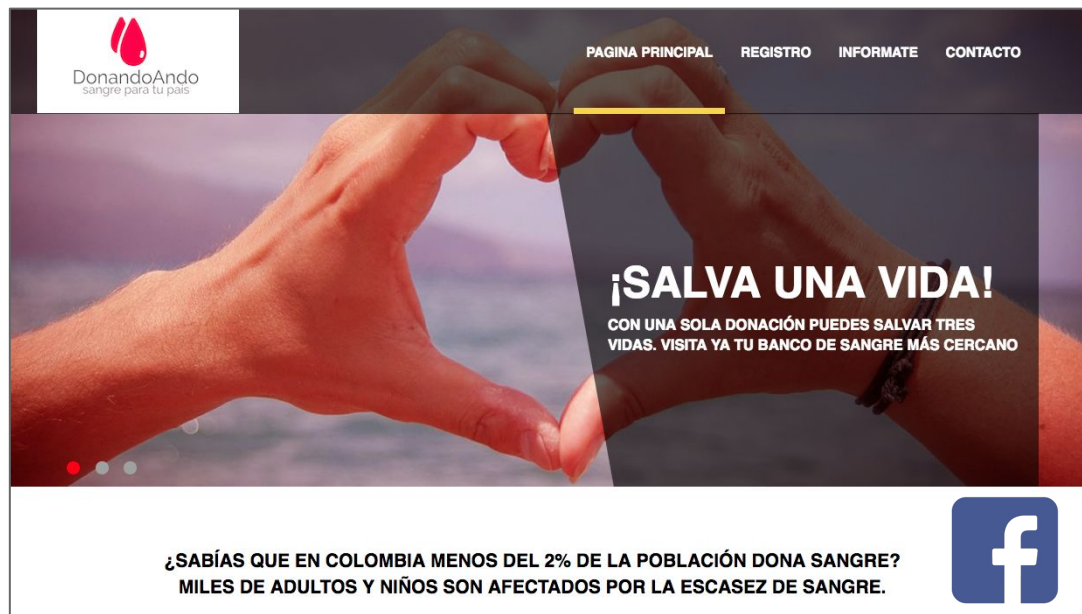 DonandoAndo
sangre para tu país
PAGINA PRINCIPAL REGISTRO INFORMATE CONTACTO
¡SALVA UNA VIDA!
CON UNA SOLA DONACIÓN PUEDES SALVAR TRES
VIDAS. VISITA YA TU BANCO DE SANGRE MÁS CERCANO
¿SABÍAS QUE EN COLOMBIA MENOS DEL 2% DE LA POBLACIÓN DONA SANGRE?
MILES DE ADULTOS Y NIÑOS SON AFECTADOS POR LA ESCASEZ DE SANGRE.
f